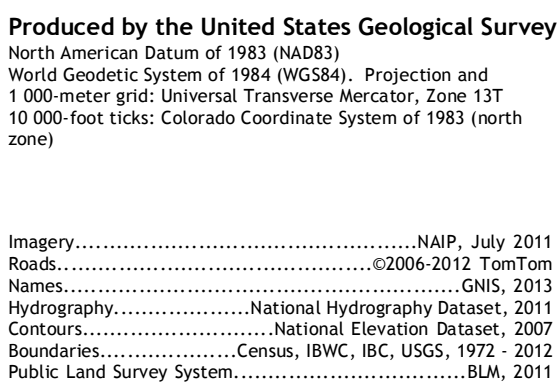 Produced by the United States Geological Survey
North American Datum of 1983 (NAD83)
World Geodetic System of 1984 (WGS84). Projection and
1 000-meter grid: Universal Transverse Mercator, Zone 13T
10 000-foot ticks: Colorado Coordinate System of 1983 (north
zone)
Imagery....................................................NAIP, July 2011
Roads................................................©2006-2012 TomTom
Names............................................................GNIS, 2013
Hydrography.....................National Hydrography Dataset, 2011
Contours.........................National Elevation Dataset, 2007
Boundaries.....................Census, IBWC, IBC, USGS, 1972 - 2012
Public Land Survey System...................................BLM, 2011